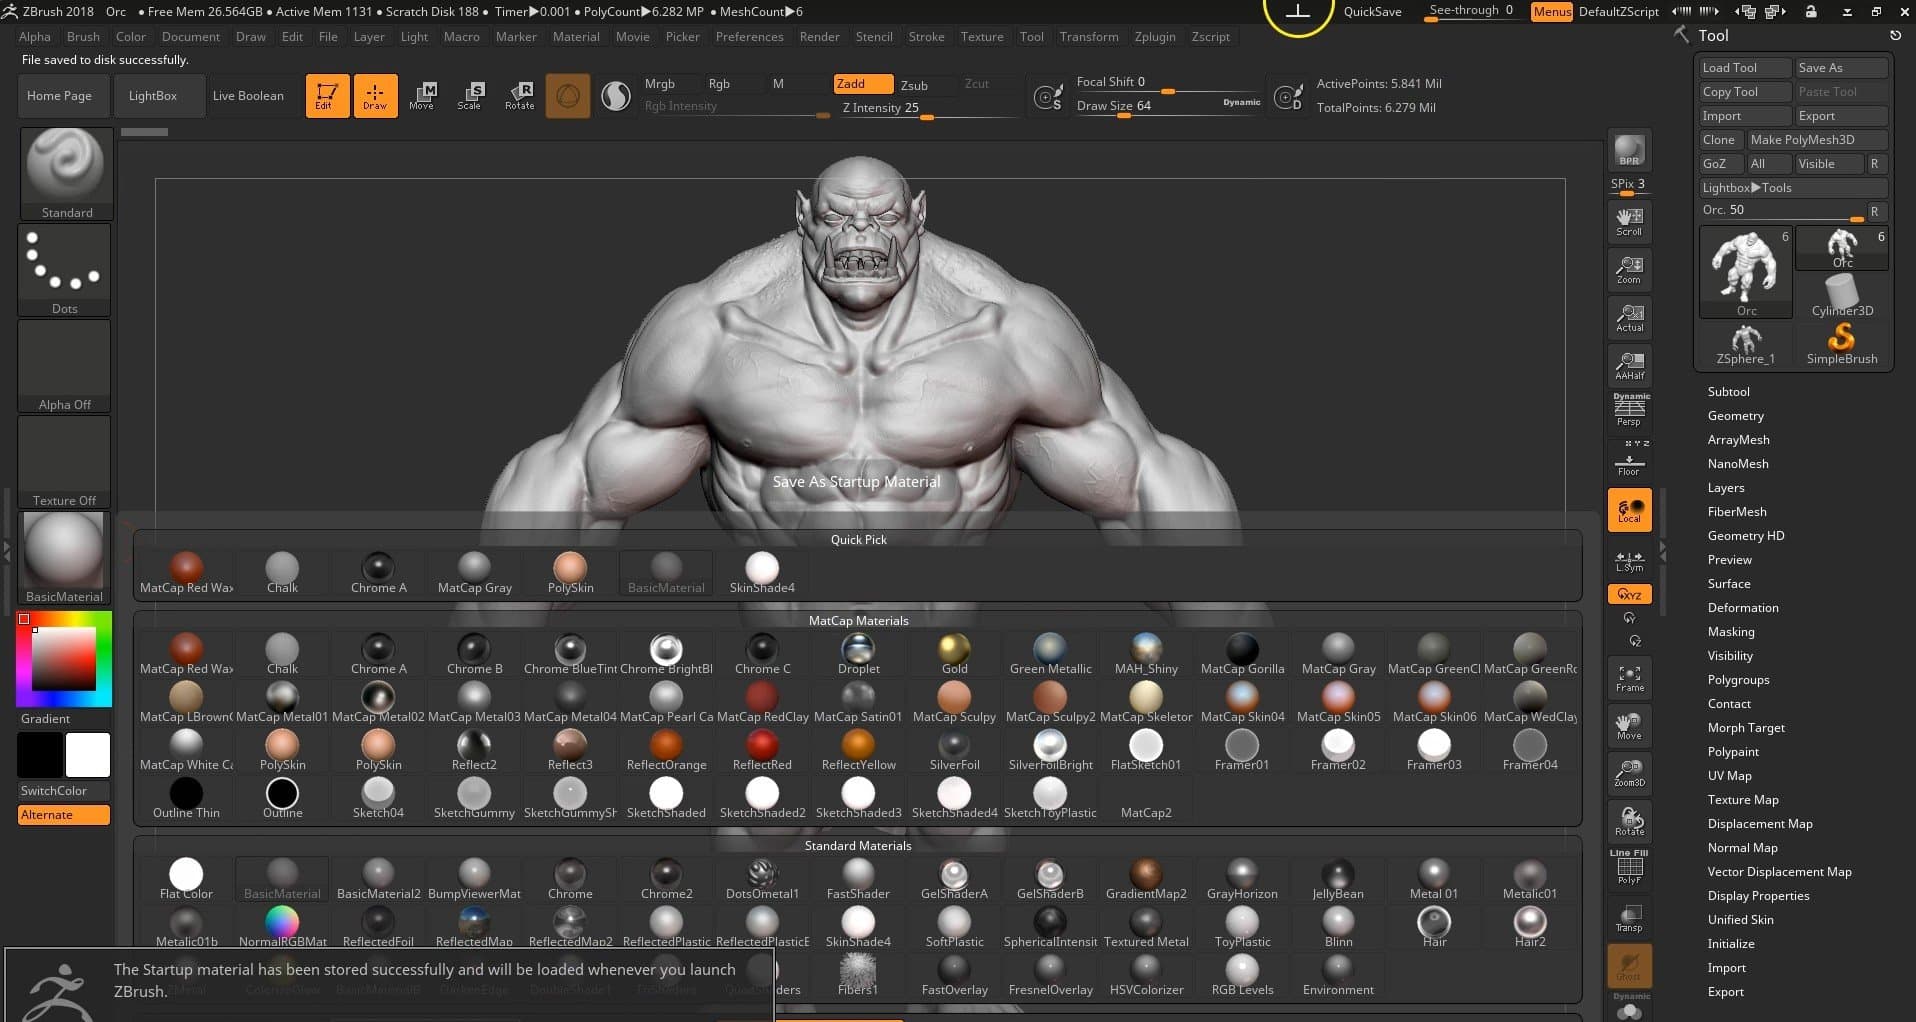 ZBrush 2018 Orc • Free Mem 26.564GB • Active Mem 1131 • Scratch Disk 188 • Timer▶0.001 • PolyCount▶6.282 MP • MeshCount▶6 QuickSave See-through 0 Menus DefaultZScript
Alpha Brush Color Document Draw Edit File Layer Light Macro Marker Material Movie Picker Preferences Render Stencil Stroke Texture Tool Transform Zplugin Zscript
File saved to disk successfully.
Home Page LightBox Live Boolean Edit Draw Move Scale Rotate
Mrgb Rgb M Zadd Zsub Zcut
Rgb Intensity Z Intensity 25
Focal Shift 0
Draw Size 64 Dynamic
ActivePoints: 5.841 Mil
TotalPoints: 6.279 Mil
Standard
Dots
Alpha Off
Texture Off
BasicMaterial
Gradient
SwitchColor
Alternate
Save As Startup Material
Quick Pick
MatCap Red Wax Chalk Chrome A MatCap Gray PolySkin BasicMaterial SkinShade4
MatCap Materials
MatCap Red Wax Chalk Chrome A Chrome B Chrome BlueTint Chrome BrightBl Chrome C Droplet Gold Green Metallic MAH_Shiny MatCap Gorilla MatCap Gray MatCap GreenCl MatCap GreenRo
MatCap LBrownC MatCap Metal01 MatCap Metal02 MatCap Metal03 MatCap Metal04 MatCap Pearl Ca MatCap RedClay MatCap Satin01 MatCap Sculpy MatCap Sculpy2 MatCap Skeleton MatCap Skin04 MatCap Skin05 MatCap Skin06 MatCap WedClay
MatCap White Ca PolySkin PolySkin Reflect2 Reflect3 ReflectOrange ReflectRed ReflectYellow SilverFoil SilverFoilBright FlatSketch01 Framer01 Framer02 Framer03 Framer04
Outline Thin Outline Sketch04 SketchGummy SketchGummySh SketchShaded SketchShaded2 SketchShaded3 SketchShaded4 SketchToyPlastic MatCap2
Standard Materials
Flat Color BasicMaterial BasicMaterial2 BumpViewerMat Chrome Chrome2 DotsOmetal1 FastShader GelShaderA GelShaderB GradientMap2 GrayHorizon JellyBean Metal 01 Metalic01
Metalic01b NormalRGBMat ReflectedFoil ReflectedMap ReflectedMap2 ReflectedPlastic ReflectedPlasticB SkinShade4 SoftPlastic SphericalIntensit Textured Metal ToyPlastic Blinn Hair Hair2
Fibers1 FastOverlay FresnelOverlay HSVColorizer RGB Levels Environment
The Startup material has been stored successfully and will be loaded whenever you launch
ZBrush.
BPR
SPix 3
Scroll
Zoom
Actual
AAHalf
Dynamic
Persp
X Y Z
Floor
Local
L.Sym
XYZ
Y
Z
Frame
Move
Zoom3D
Rotate
Line Fill
PolyF
Transp
Ghost
Dynamic
Tool
Load Tool Save As
Copy Tool Paste Tool
Import Export
Clone Make PolyMesh3D
GoZ All Visible R
Lightbox▶Tools
Orc. 50 R
6 6
Orc
Orc Cylinder3D
ZSphere_1 SimpleBrush
Subtool
Geometry
ArrayMesh
NanoMesh
Layers
FiberMesh
Geometry HD
Preview
Surface
Deformation
Masking
Visibility
Polygroups
Contact
Morph Target
Polypaint
UV Map
Texture Map
Displacement Map
Normal Map
Vector Displacement Map
Display Properties
Unified Skin
Initialize
Import
Export